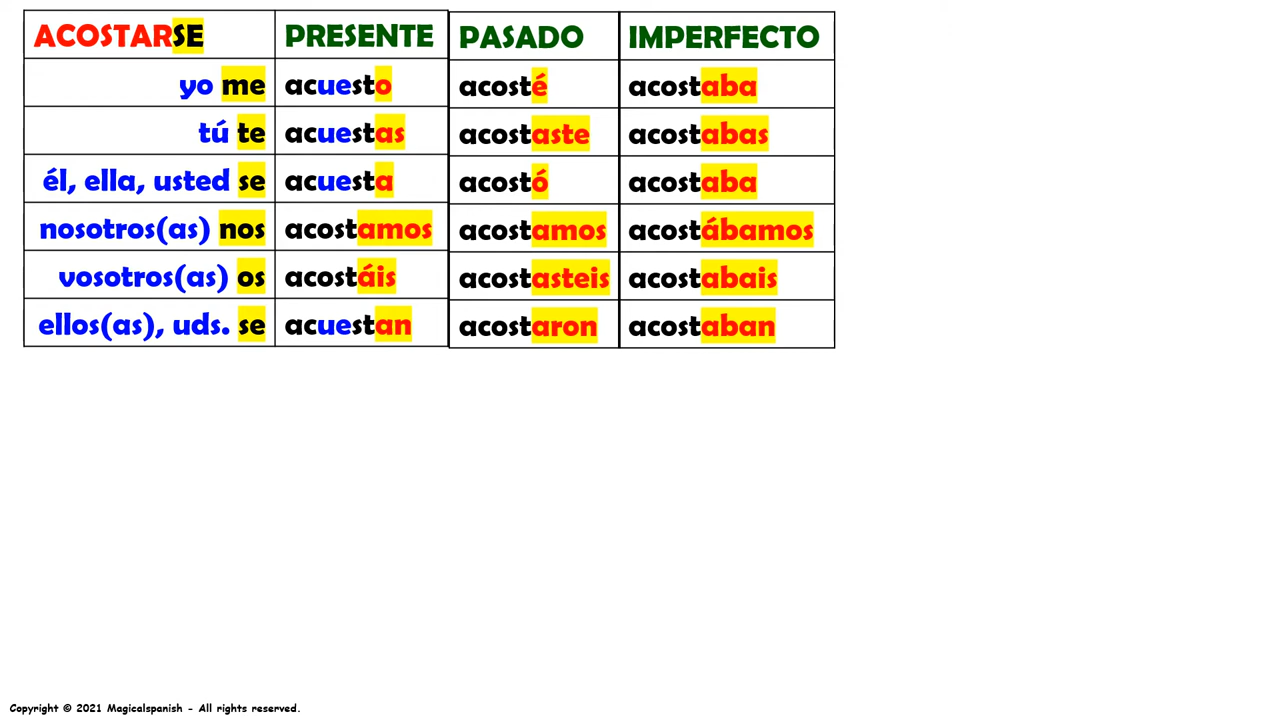 ACOSTARSE PRESENTE PASADO IMPERFECTO
yo me acuesto acosté acostaba
tú te acuestas acostaste acostabas
él, ella, usted se acuesta acostó acostaba
nosotros(as) nos acostamos acostamos acostábamos
vosotros(as) os acostáis acostasteis acostabais
ellos(as), uds. se acuestan acostaron acostaban
Copyright © 2021 Magicalspanish - All rights reserved.